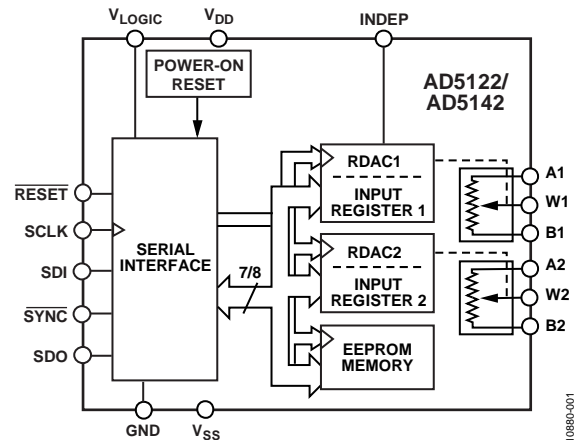 VLOGIC
VDD
INDEP
POWER-ON
RESET
AD5122/
AD5142
RDAC1
INPUT
REGISTER 1
A1
W1
B1
RESET
SCLK
SDI
SYNC
SDO
SERIAL
INTERFACE
7/8
RDAC2
INPUT
REGISTER 2
A2
W2
B2
EEPROM
MEMORY
GND
VSS
10880-001